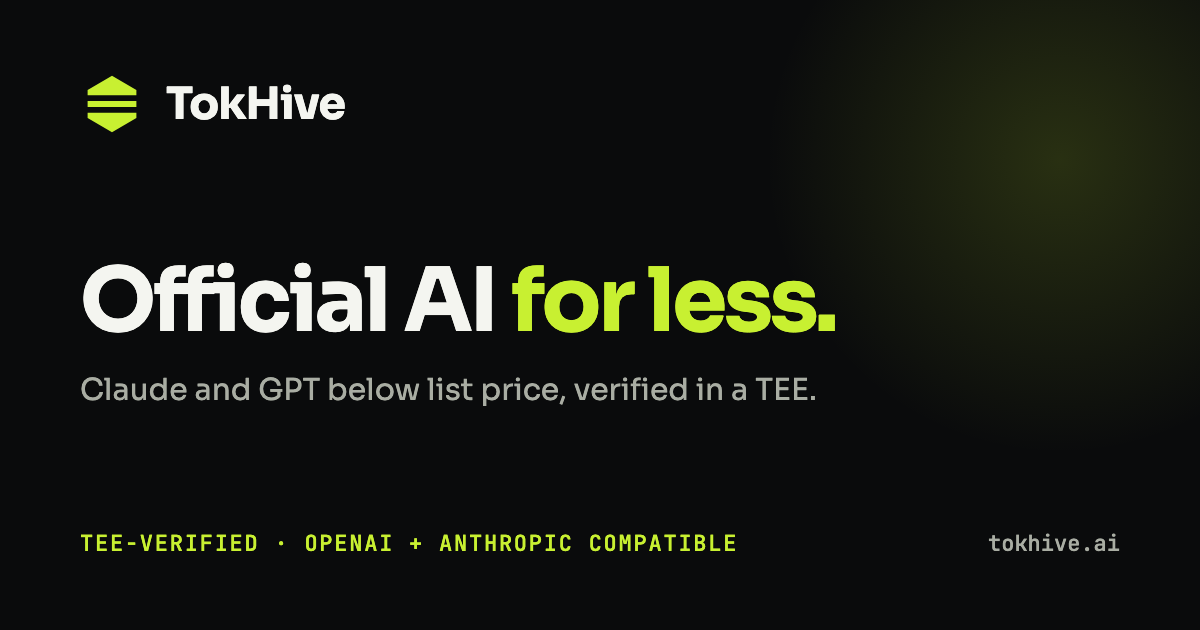 TokHive
Official AI for less.
Claude and GPT below list price, verified in a TEE.
TEE-VERIFIED · OPENAI + ANTHROPIC COMPATIBLE
tokhive.ai